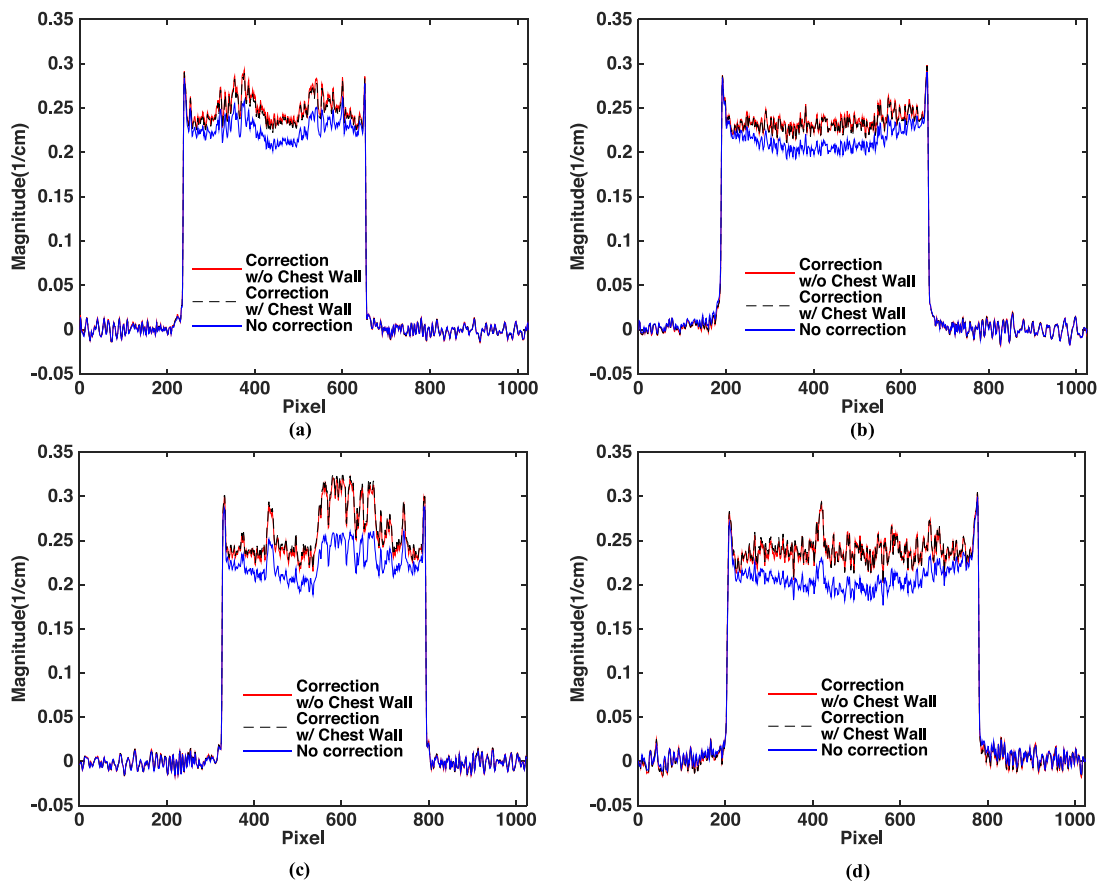 0.35
0.3
0.25
0.2
0.15
0.1
0.05
0
-0.05
Magnitude(1/cm)
Correction
w/o Chest Wall
Correction
w/ Chest Wall
No correction
0 200 400 600 800 1000
Pixel
(a)
0.35
0.3
0.25
0.2
0.15
0.1
0.05
0
-0.05
Magnitude(1/cm)
Correction
w/o Chest Wall
Correction
w/ Chest Wall
No correction
0 200 400 600 800 1000
Pixel
(b)
0.35
0.3
0.25
0.2
0.15
0.1
0.05
0
-0.05
Magnitude(1/cm)
Correction
w/o Chest Wall
Correction
w/ Chest Wall
No correction
0 200 400 600 800 1000
Pixel
(c)
0.35
0.3
0.25
0.2
0.15
0.1
0.05
0
-0.05
Magnitude(1/cm)
Correction
w/o Chest Wall
Correction
w/ Chest Wall
No correction
0 200 400 600 800 1000
Pixel
(d)